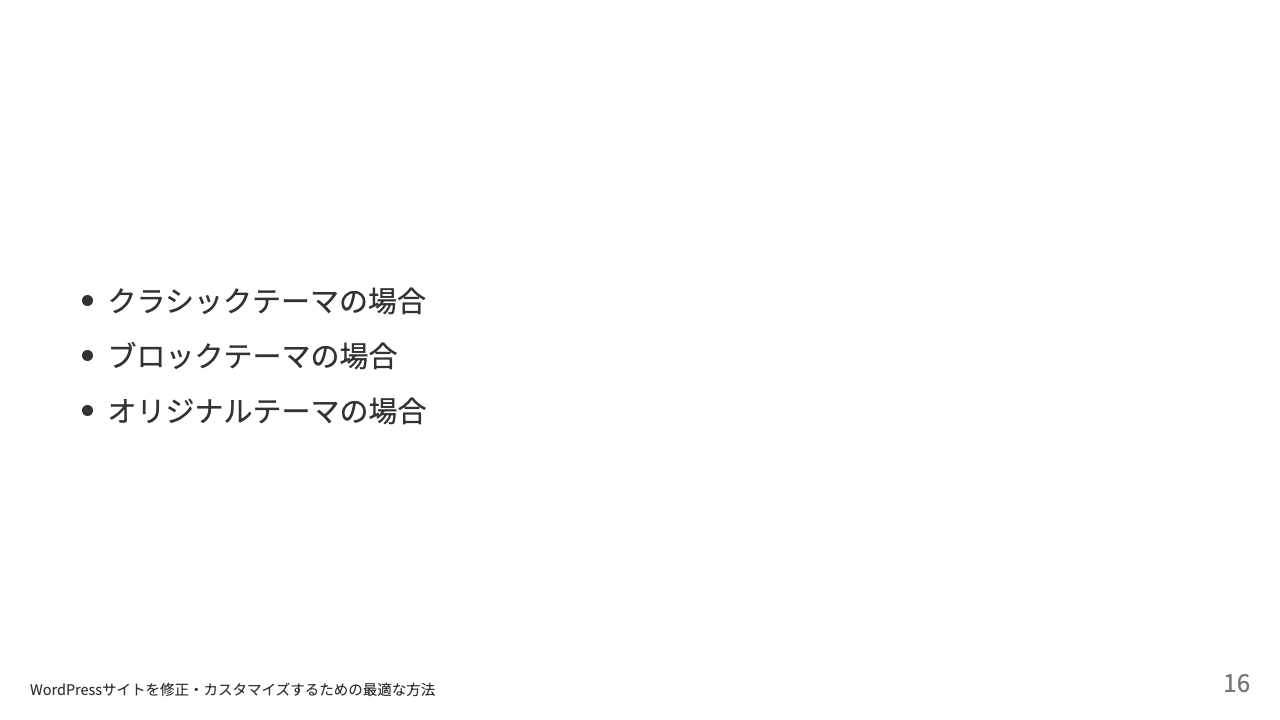 • クラシックテーマの場合
• ブロックテーマの場合
• オリジナルテーマの場合
WordPressサイトを修正・カスタマイズするための最適な方法
16